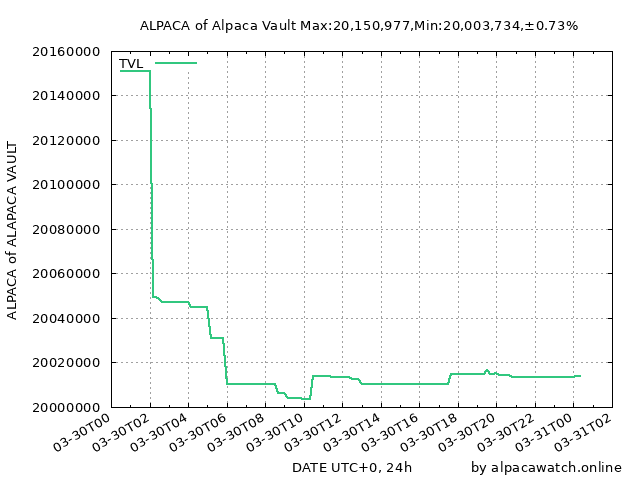 ALPACA of Alpaca Vault Max:20,150,977,Min:20,003,734,±0.73%
20160000
20140000
20120000
20100000
20080000
20060000
20040000
20020000
20000000
ALPACA of ALAPACA VAULT
TVL
03-30T00
03-30T02
03-30T04
03-30T06
03-30T08
03-30T10
03-30T12
03-30T14
03-30T16
03-30T18
03-30T20
03-30T22
03-31T00
03-31T02
DATE UTC+0, 24h
by alpacawatch.online